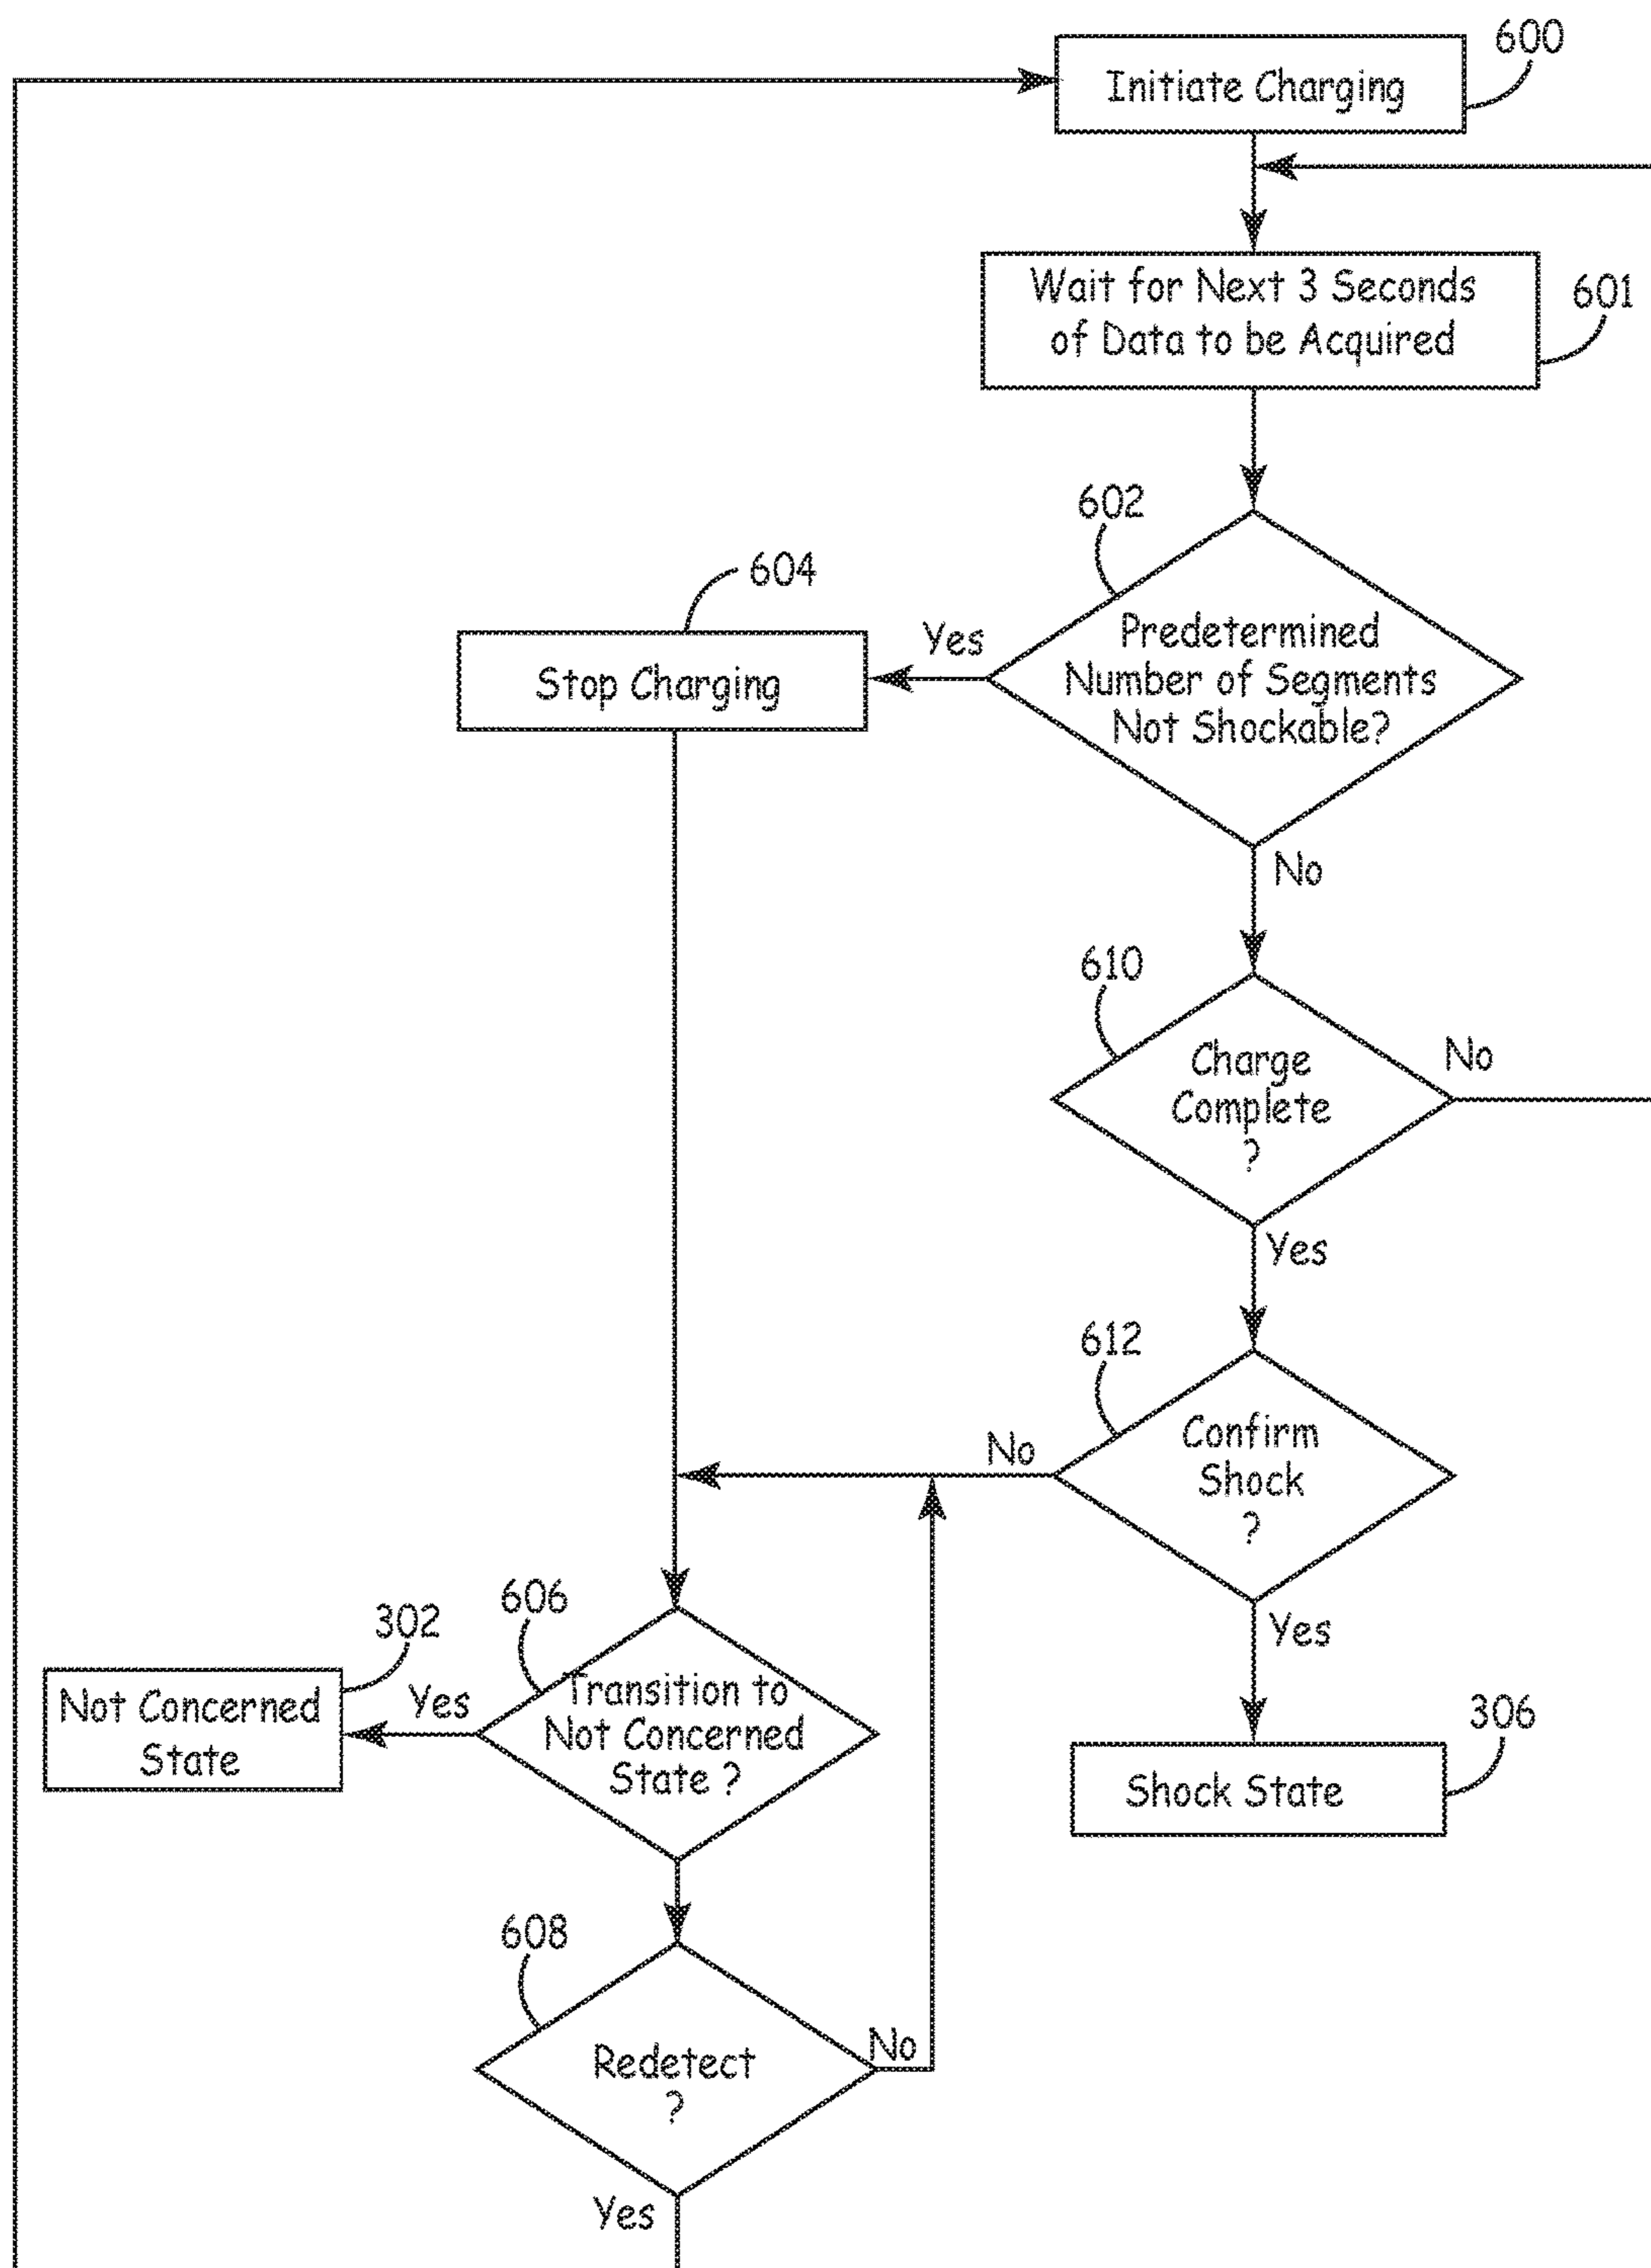 600
Initiate Charging
Wait for Next 3 Seconds
of Data to be Acquired
601
602
604
Predetermined
Number of Segments
Not Shockable?
Yes
Stop Charging
No
610
Charge
Complete
?
No
Yes
612
Confirm
Shock
?
No
Yes
606
302
Transition to
Not Concerned
State ?
Yes
Not Concerned
State
306
Shock State
608
Redetect
?
No
Yes